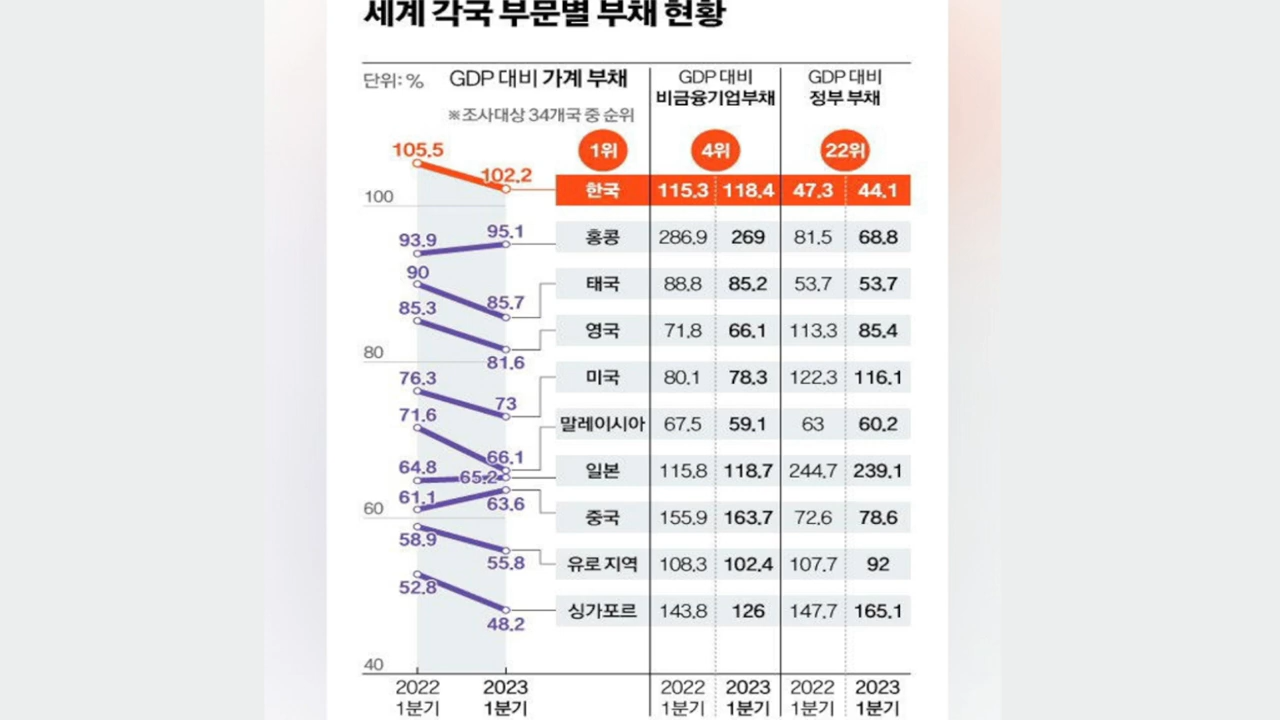 세계 각국 부문별 부채 현황
단위: %
GDP 대비 가계 부채
※조사대상 34개국 중 순위
GDP 대비
비금융기업부채
GDP 대비
정부 부채
1위
4위
22위
105.5
102.2
한국 115.3 118.4 47.3 44.1
100
93.9
95.1
홍콩 286.9 269 81.5 68.8
90
85.7
태국 88.8 85.2 53.7 53.7
85.3
81.6
영국 71.8 66.1 113.3 85.4
80
76.3
73
미국 80.1 78.3 122.3 116.1
71.6
66.1
말레이시아 67.5 59.1 63 60.2
64.8
65.2
일본 115.8 118.7 244.7 239.1
61.1
63.6
중국 155.9 163.7 72.6 78.6
60
58.9
55.8
유로 지역 108.3 102.4 107.7 92
52.8
48.2
싱가포르 143.8 126 147.7 165.1
40
2022 2023 2022 2023 2022 2023
1분기 1분기 1분기 1분기 1분기 1분기